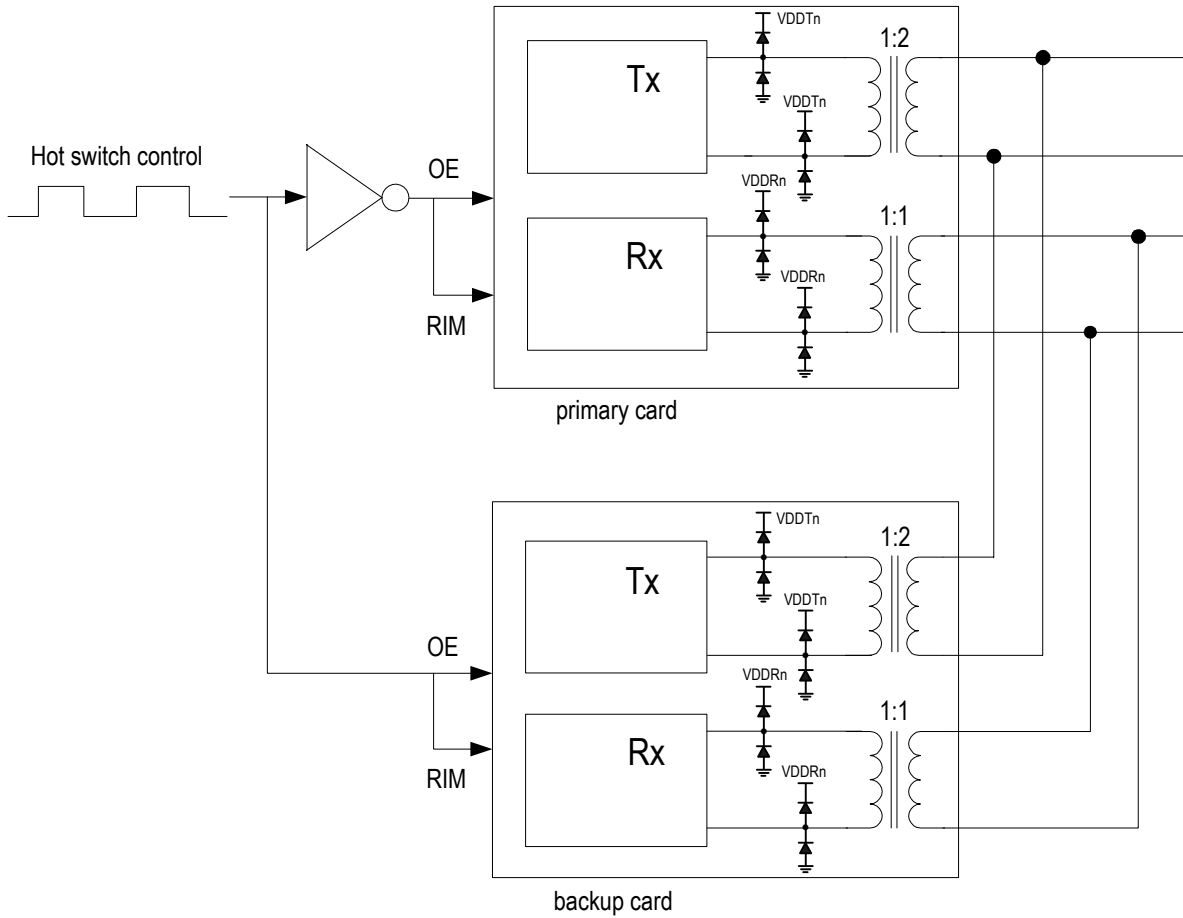 VDDTn
1:2
Tx
VDDTn
Hot switch control
OE
VDDRn
1:1
Rx
VDDRn
RIM
primary card
VDDTn
1:2
Tx
VDDTn
OE
VDDRn
1:1
Rx
VDDRn
RIM
backup card